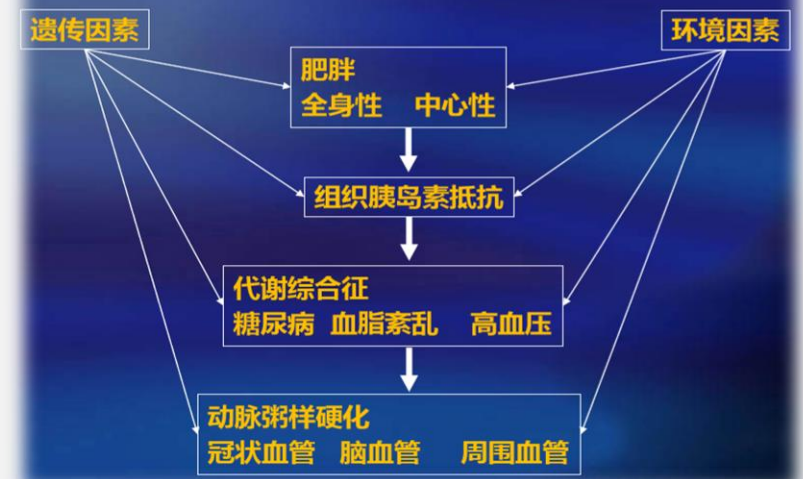 遗传因素
环境因素
肥胖
全身性 中心性
组织胰岛素抵抗
代谢综合征
糖尿病 血脂紊乱 高血压
动脉粥样硬化
冠状血管 脑血管 周围血管